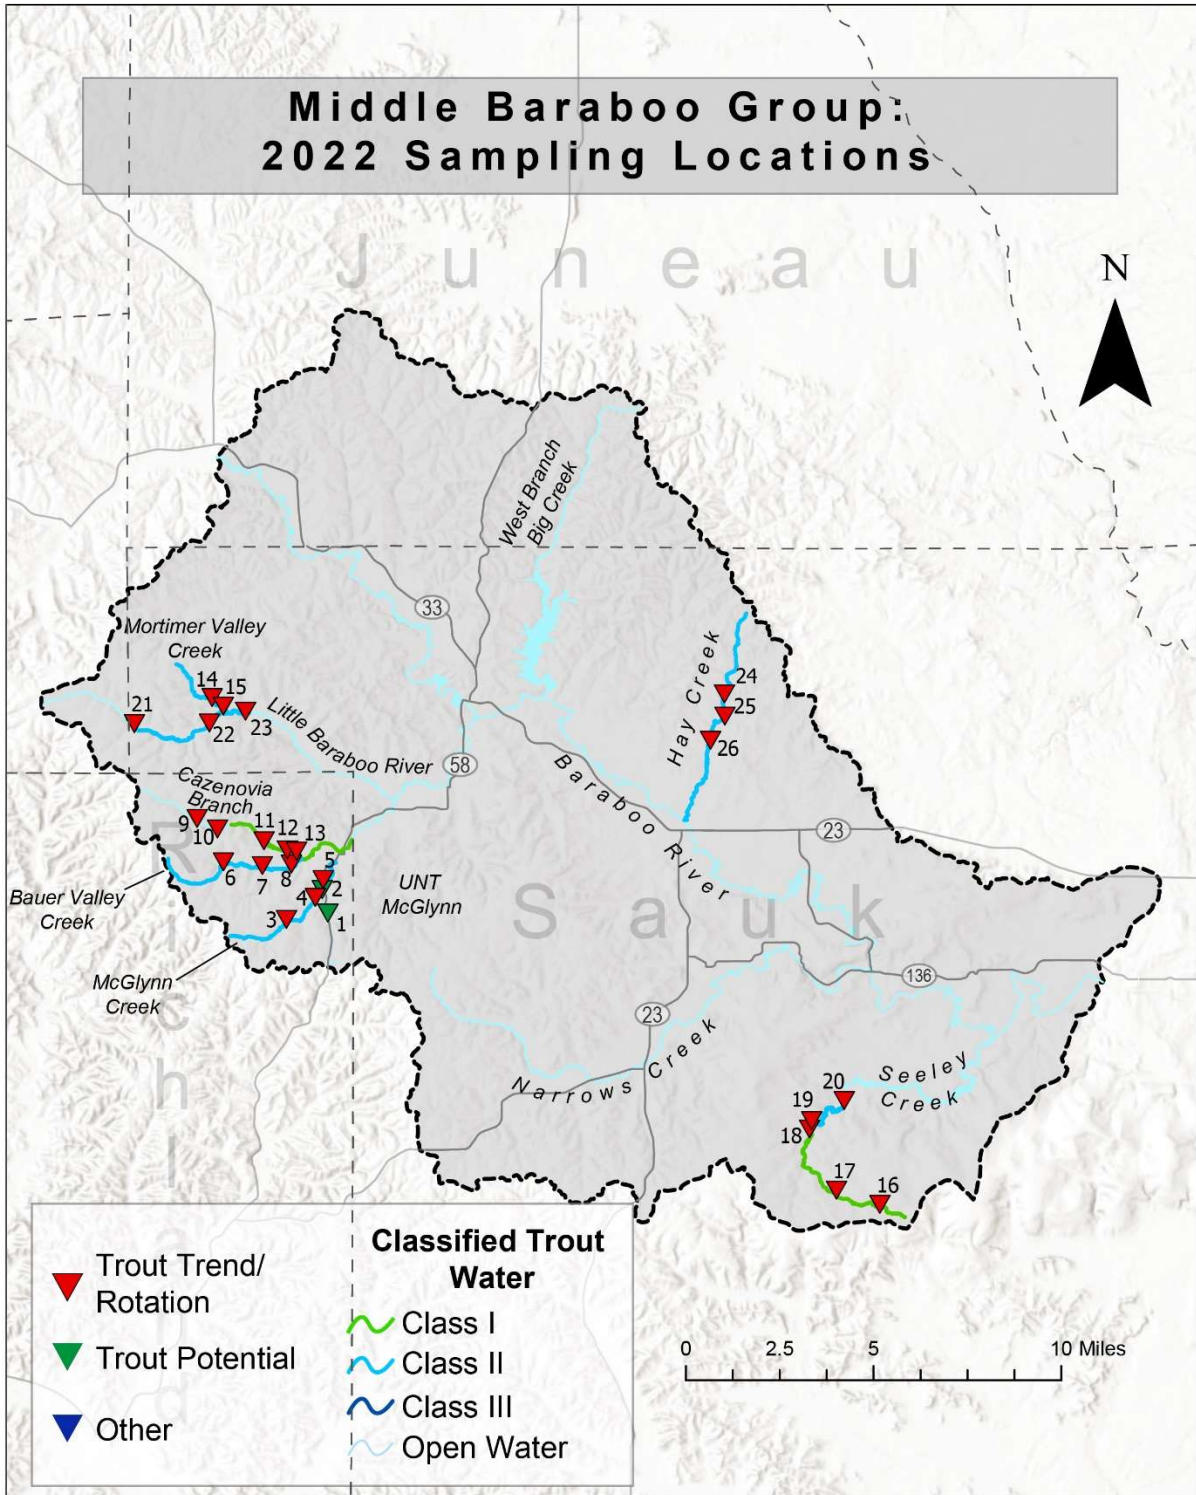 Middle Baraboo Group:
2022 Sampling Locations
Juneau
N
West Branch
Big Creek
33
Mortimer Valley
Creek
14
15
21
22
23
Little Baraboo River
Hay Creek
24
25
26
58
Baraboo River
Cazenovia
Branch
9
10
11
12
13
6
7
8
5
2
4
3
1
UNT
McGlynn
23
Bauer Valley
Creek
McGlynn
Creek
Richl
Sauk
136
23
Narrows Creek
Seeley
Creek
20
19
18
17
16
Trout Trend/
Rotation
Trout Potential
Other
Classified Trout
Water
Class I
Class II
Class III
Open Water
0 2.5 5 10 Miles